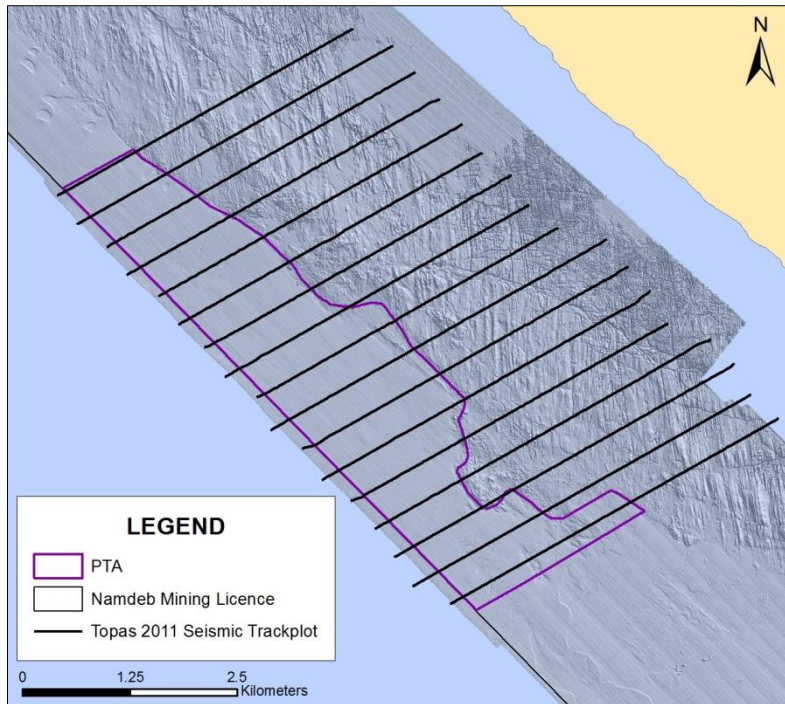 N
LEGEND
PTA
Namdeb Mining Licence
Topas 2011 Seismic Trackplot
0 1.25 2.5
Kilometers